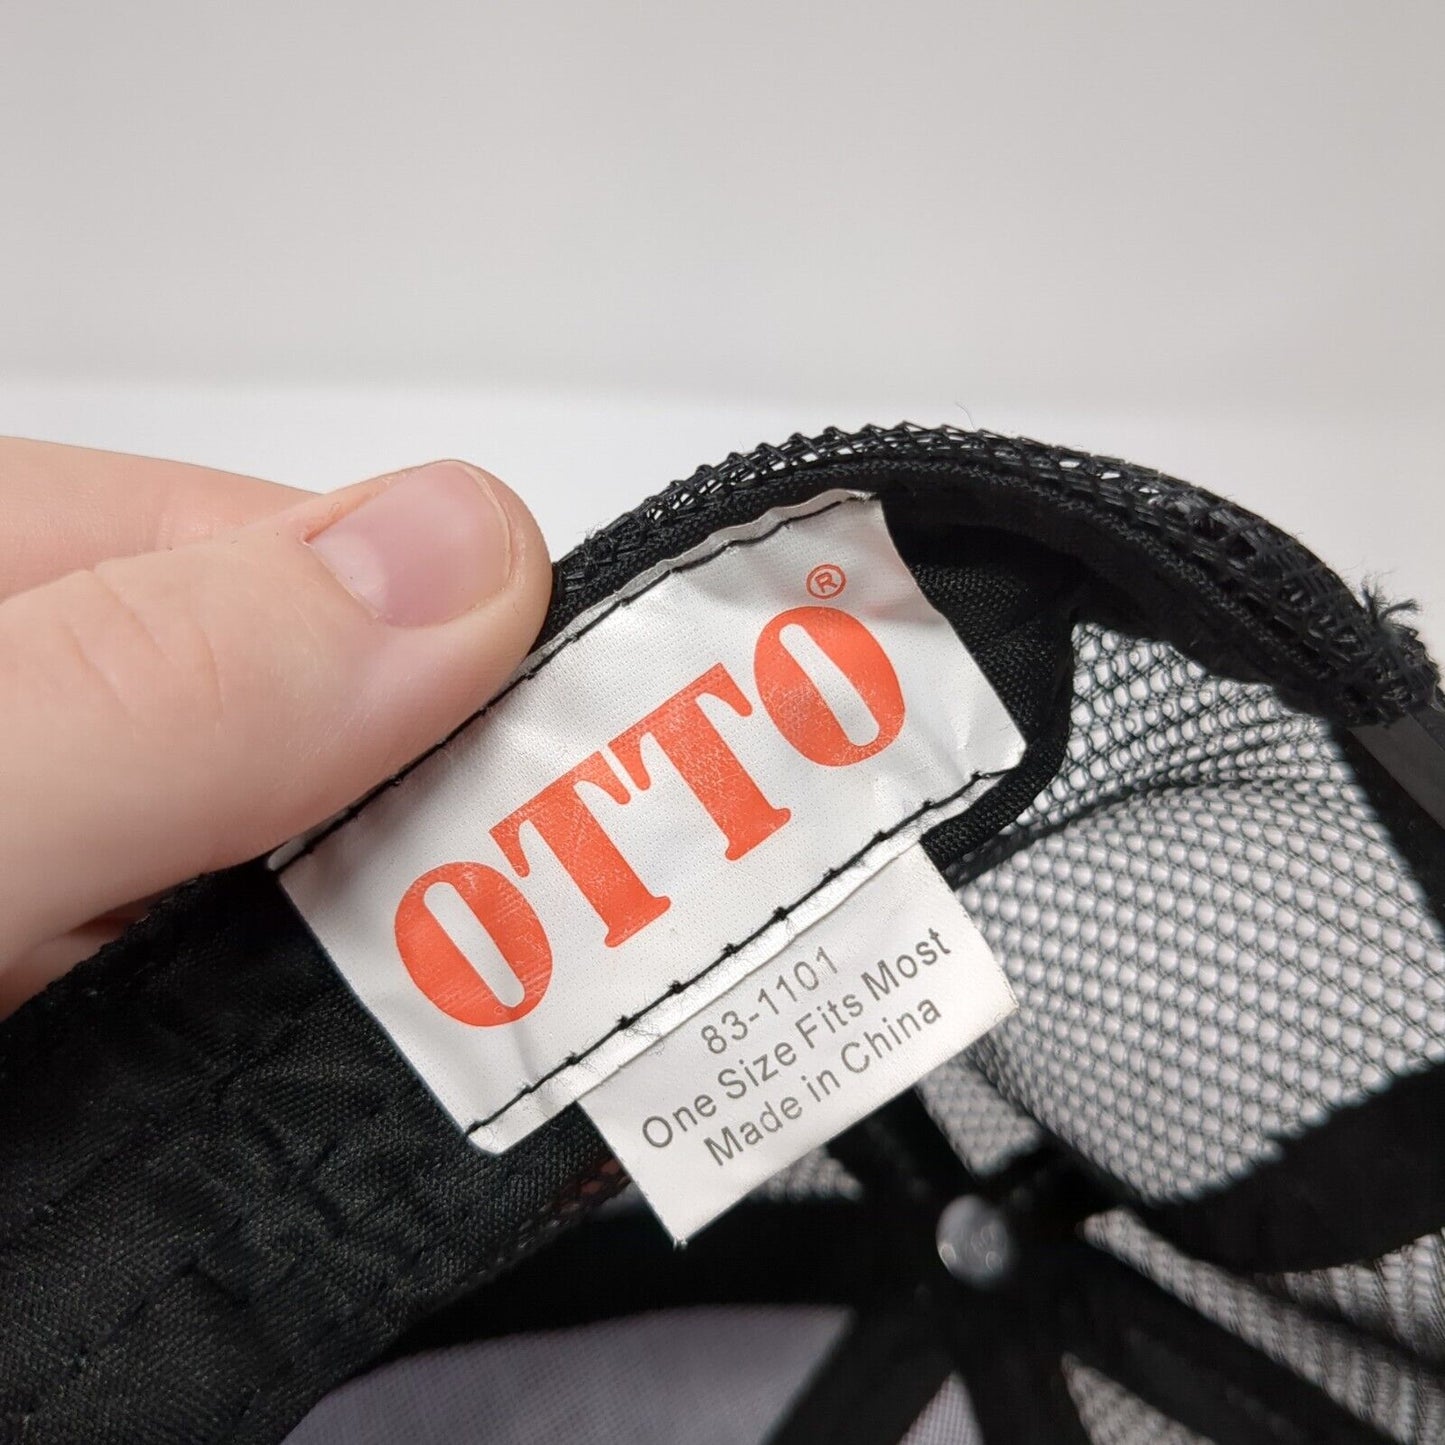 OTTO®
83-1101
One Size Fits Most
Made in China